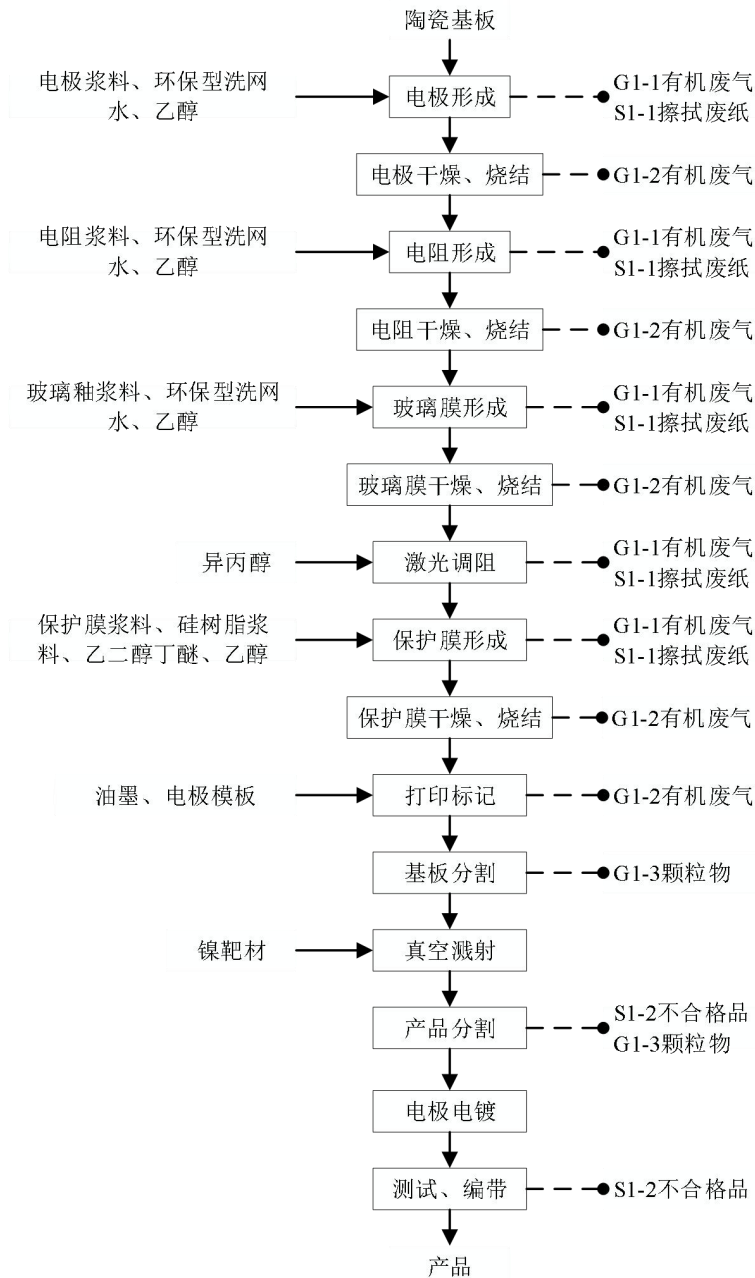 陶瓷基板
电极浆料、环保型洗网
水、乙醇
电极形成
G1-1有机废气
S1-1擦拭废纸
电极干燥、烧结
G1-2有机废气
电阻浆料、环保型洗网
水、乙醇
电阻形成
G1-1有机废气
S1-1擦拭废纸
电阻干燥、烧结
G1-2有机废气
玻璃釉浆料、环保型洗网
水、乙醇
玻璃膜形成
G1-1有机废气
S1-1擦拭废纸
玻璃膜干燥、烧结
G1-2有机废气
异丙醇
激光调阻
G1-1有机废气
S1-1擦拭废纸
保护膜浆料、硅树脂浆
料、乙二醇丁醚、乙醇
保护膜形成
G1-1有机废气
S1-1擦拭废纸
保护膜干燥、烧结
G1-2有机废气
油墨、电极模板
打印标记
G1-2有机废气
基板分割
G1-3颗粒物
镍靶材
真空溅射
产品分割
S1-2不合格品
G1-3颗粒物
电极电镀
测试、编带
S1-2不合格品
产品